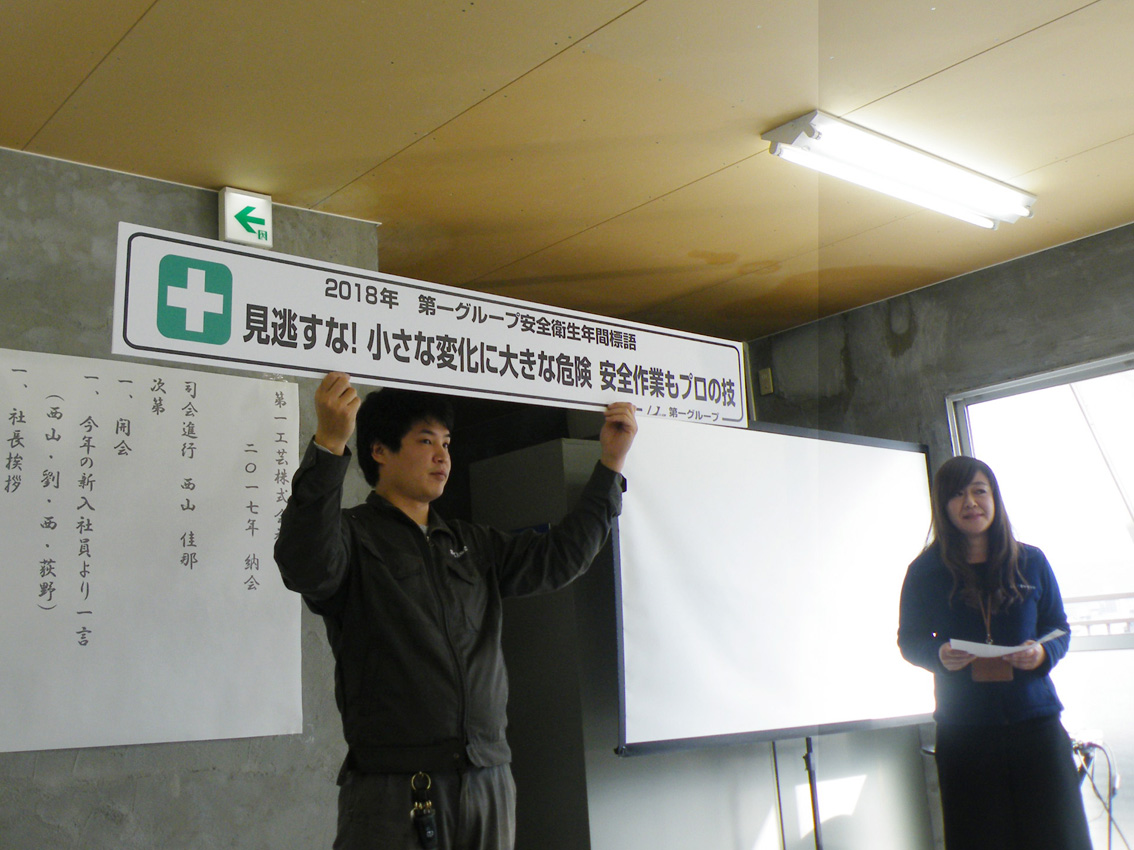 2018年 第一グループ安全衛生年間標語
見逃すな! 小さな変化に大きな危険 安全作業もプロの技
第一グループ
第一工芸株式
二〇一七年 納会
司会進行 西山 佳那
次第
一、開会
一、今年の新入社員より一言
(西山・劉・西・荻野)
一、社長挨拶